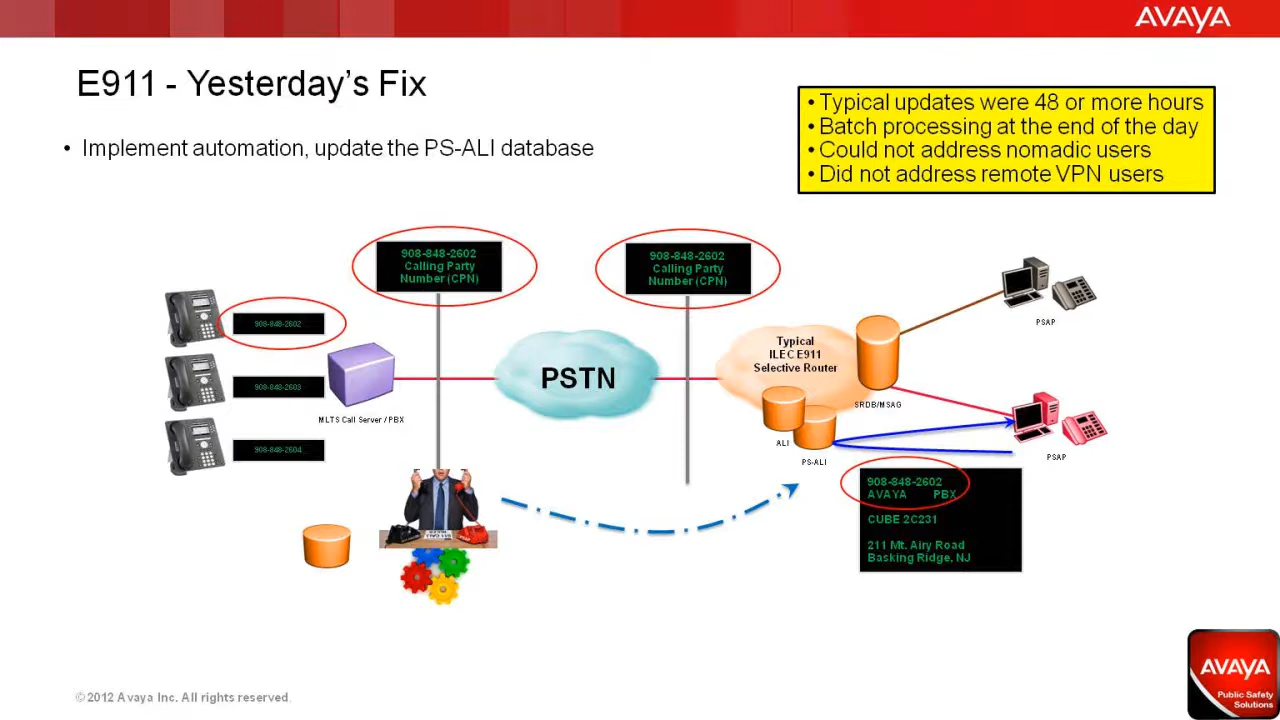 AVAYA
E911 - Yesterday's Fix
• Implement automation, update the PS-ALI database
• Typical updates were 48 or more hours
• Batch processing at the end of the day
• Could not address nomadic users
• Did not address remote VPN users
908-848-2602
Calling Party
Number (CPN)
908-848-2602
Calling Party
Number (CPN)
908-848-2602
908-848-2603
908-848-2604
MLTS Call Server / PBX
PSTN
Typical
ILEC E911
Selective Router
SRDB/MSAG
ALI
PS-ALI
PSAP
PSAP
908-848-2602
AVAYA PBX
CUBE 2C231
211 Mt. Airy Road
Basking Ridge, NJ
©2012 Avaya Inc. All rights reserved.
AVAYA
Public Safety
Solutions